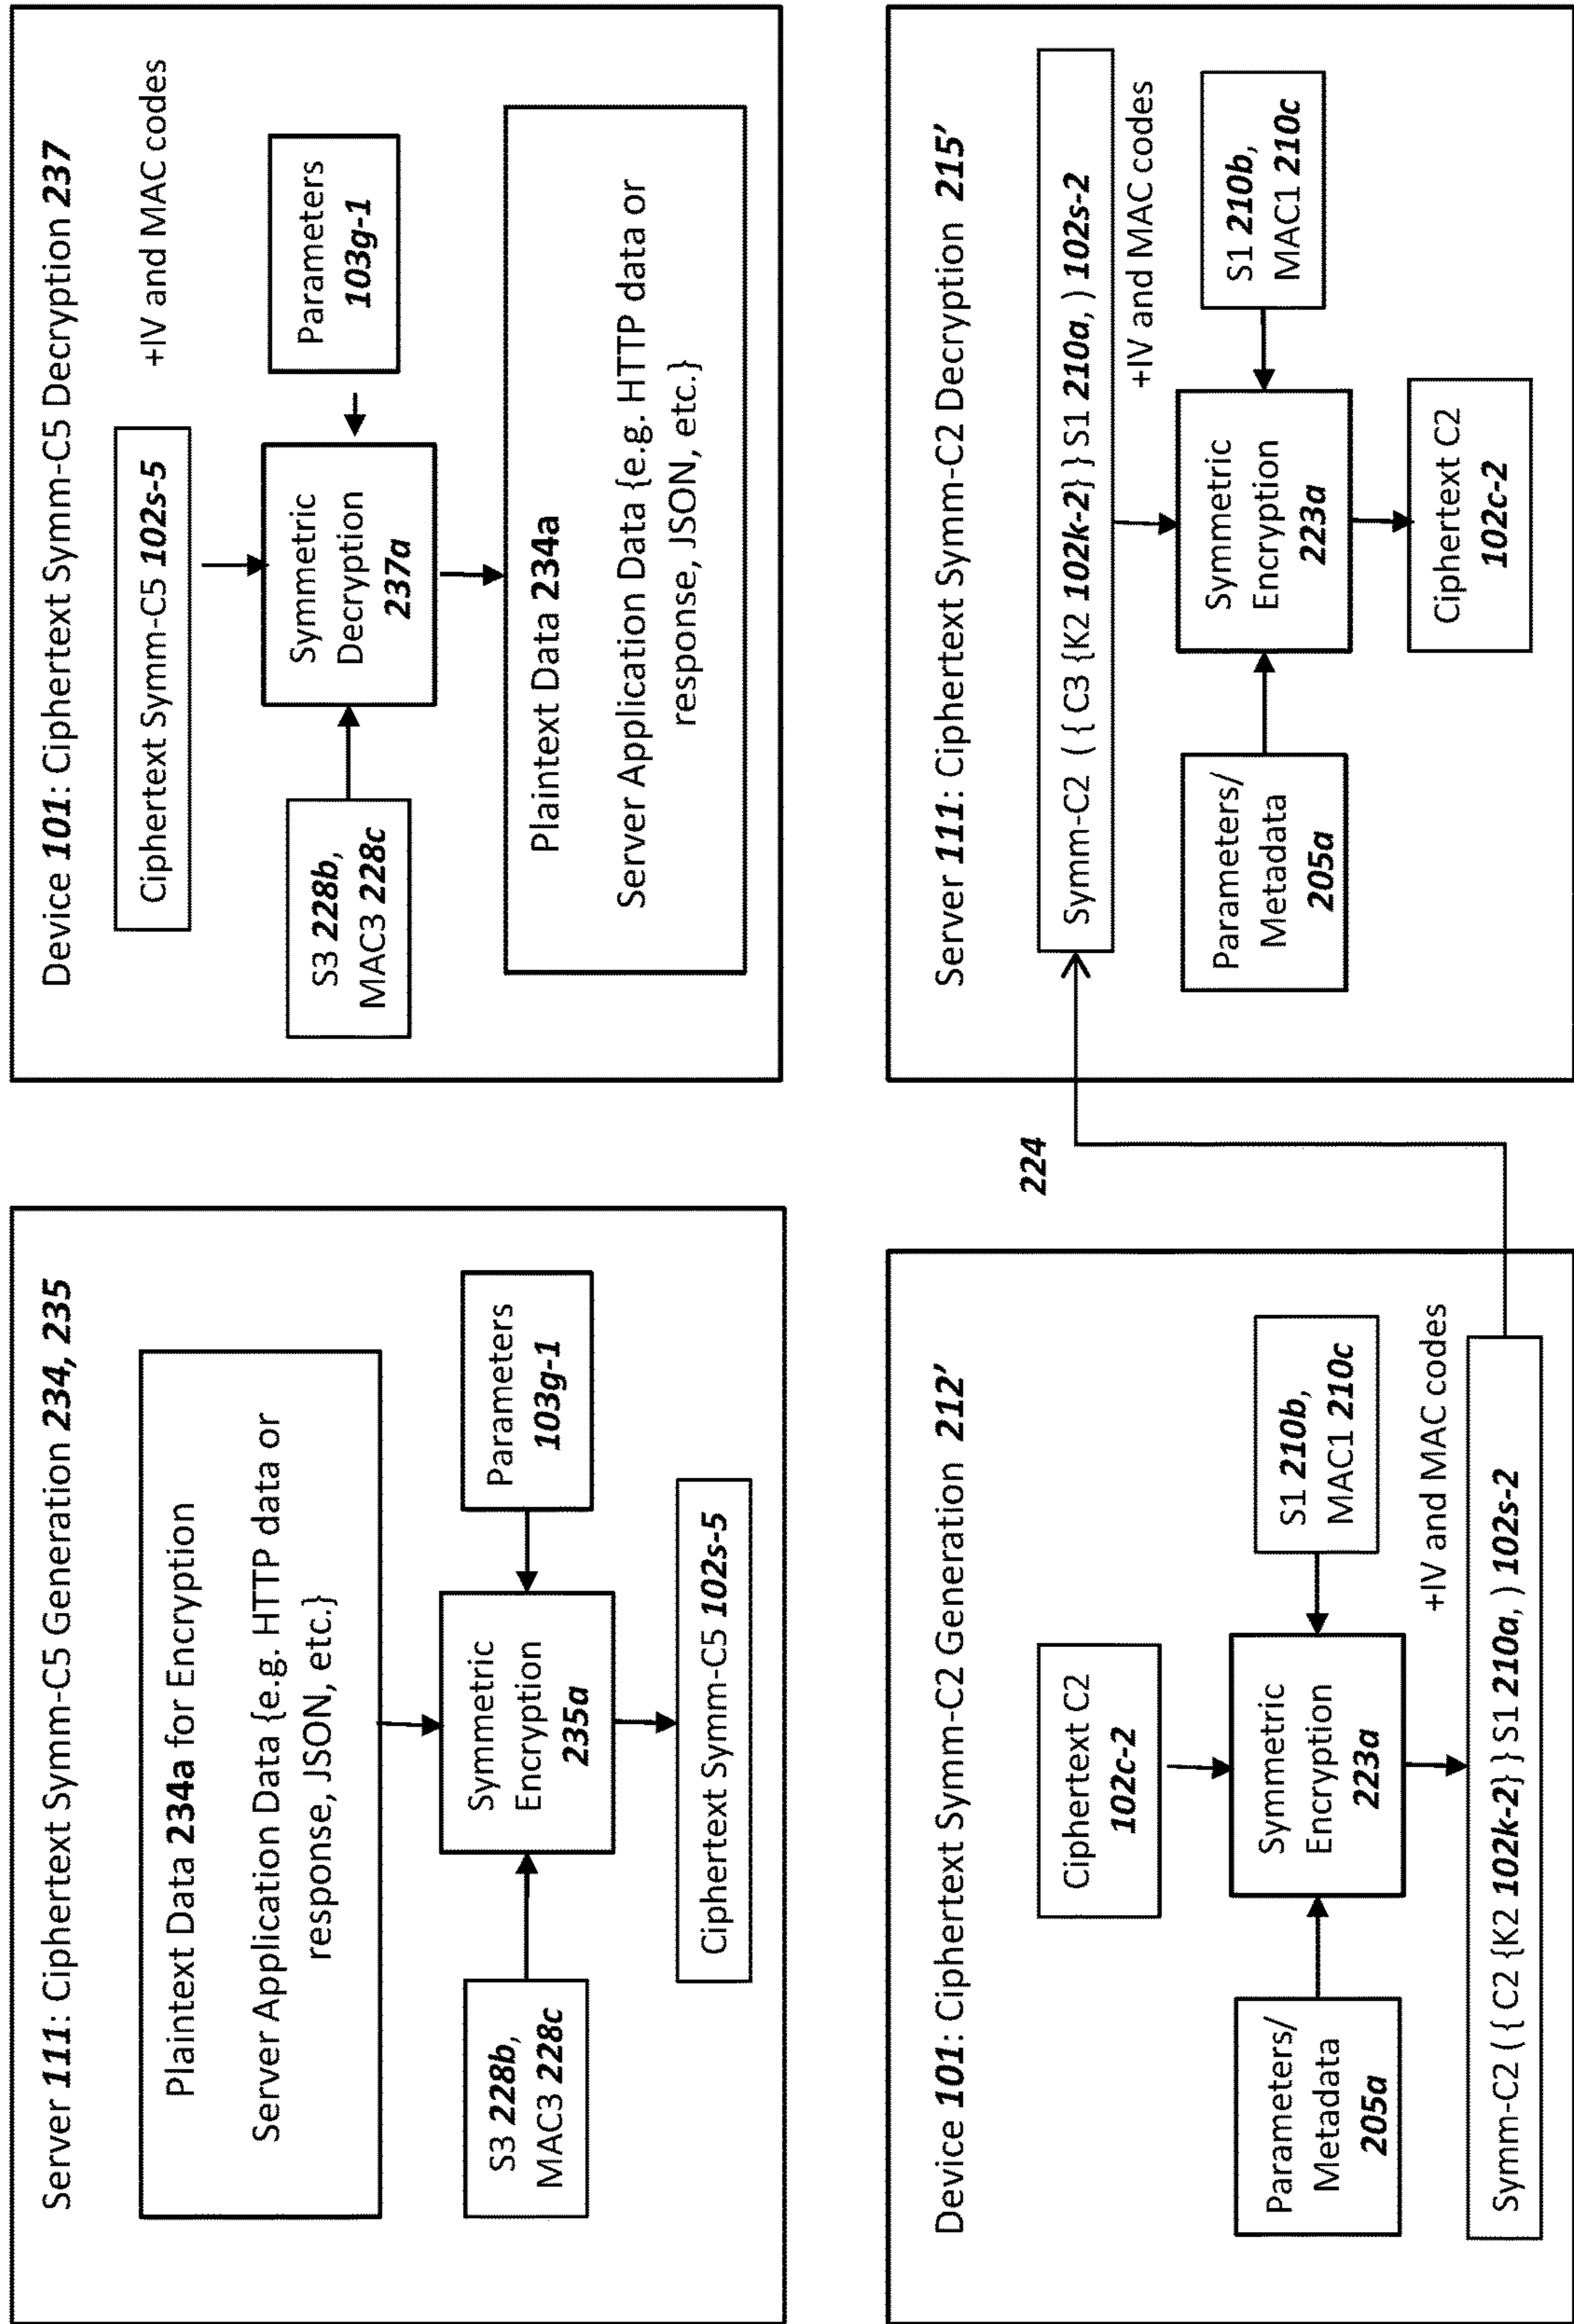 Server 111: Ciphertext Symm-C5 Generation 234, 235
Plaintext Data 234a for Encryption
Server Application Data {e.g. HTTP data or
response, JSON, etc.}
S3 228b,
MAC3 228c
Symmetric
Encryption
235a
Parameters
103g-1
Ciphertext Symm-C5 102s-5
Device 101: Ciphertext Symm-C5 Decryption 237
Ciphertext Symm-C5 102s-5
+IV and MAC codes
S3 228b,
MAC3 228c
Symmetric
Decryption
237a
Parameters
103g-1
Plaintext Data 234a
Server Application Data {e.g. HTTP data or
response, JSON, etc.}
Device 101: Ciphertext Symm-C2 Generation 212’
Ciphertext C2
102c-2
Parameters/
Metadata
205a
Symmetric
Encryption
223a
S1 210b,
MAC1 210c
+IV and MAC codes
Symm-C2 ( { C2 {K2 102k-2} } S1 210a, ) 102s-2
224
Server 111: Ciphertext Symm-C2 Decryption 215’
Symm-C2 ( { C3 {K2 102k-2} } S1 210a, ) 102s-2
+IV and MAC codes
Parameters/
Metadata
205a
Symmetric
Encryption
223a
S1 210b,
MAC1 210c
Ciphertext C2
102c-2